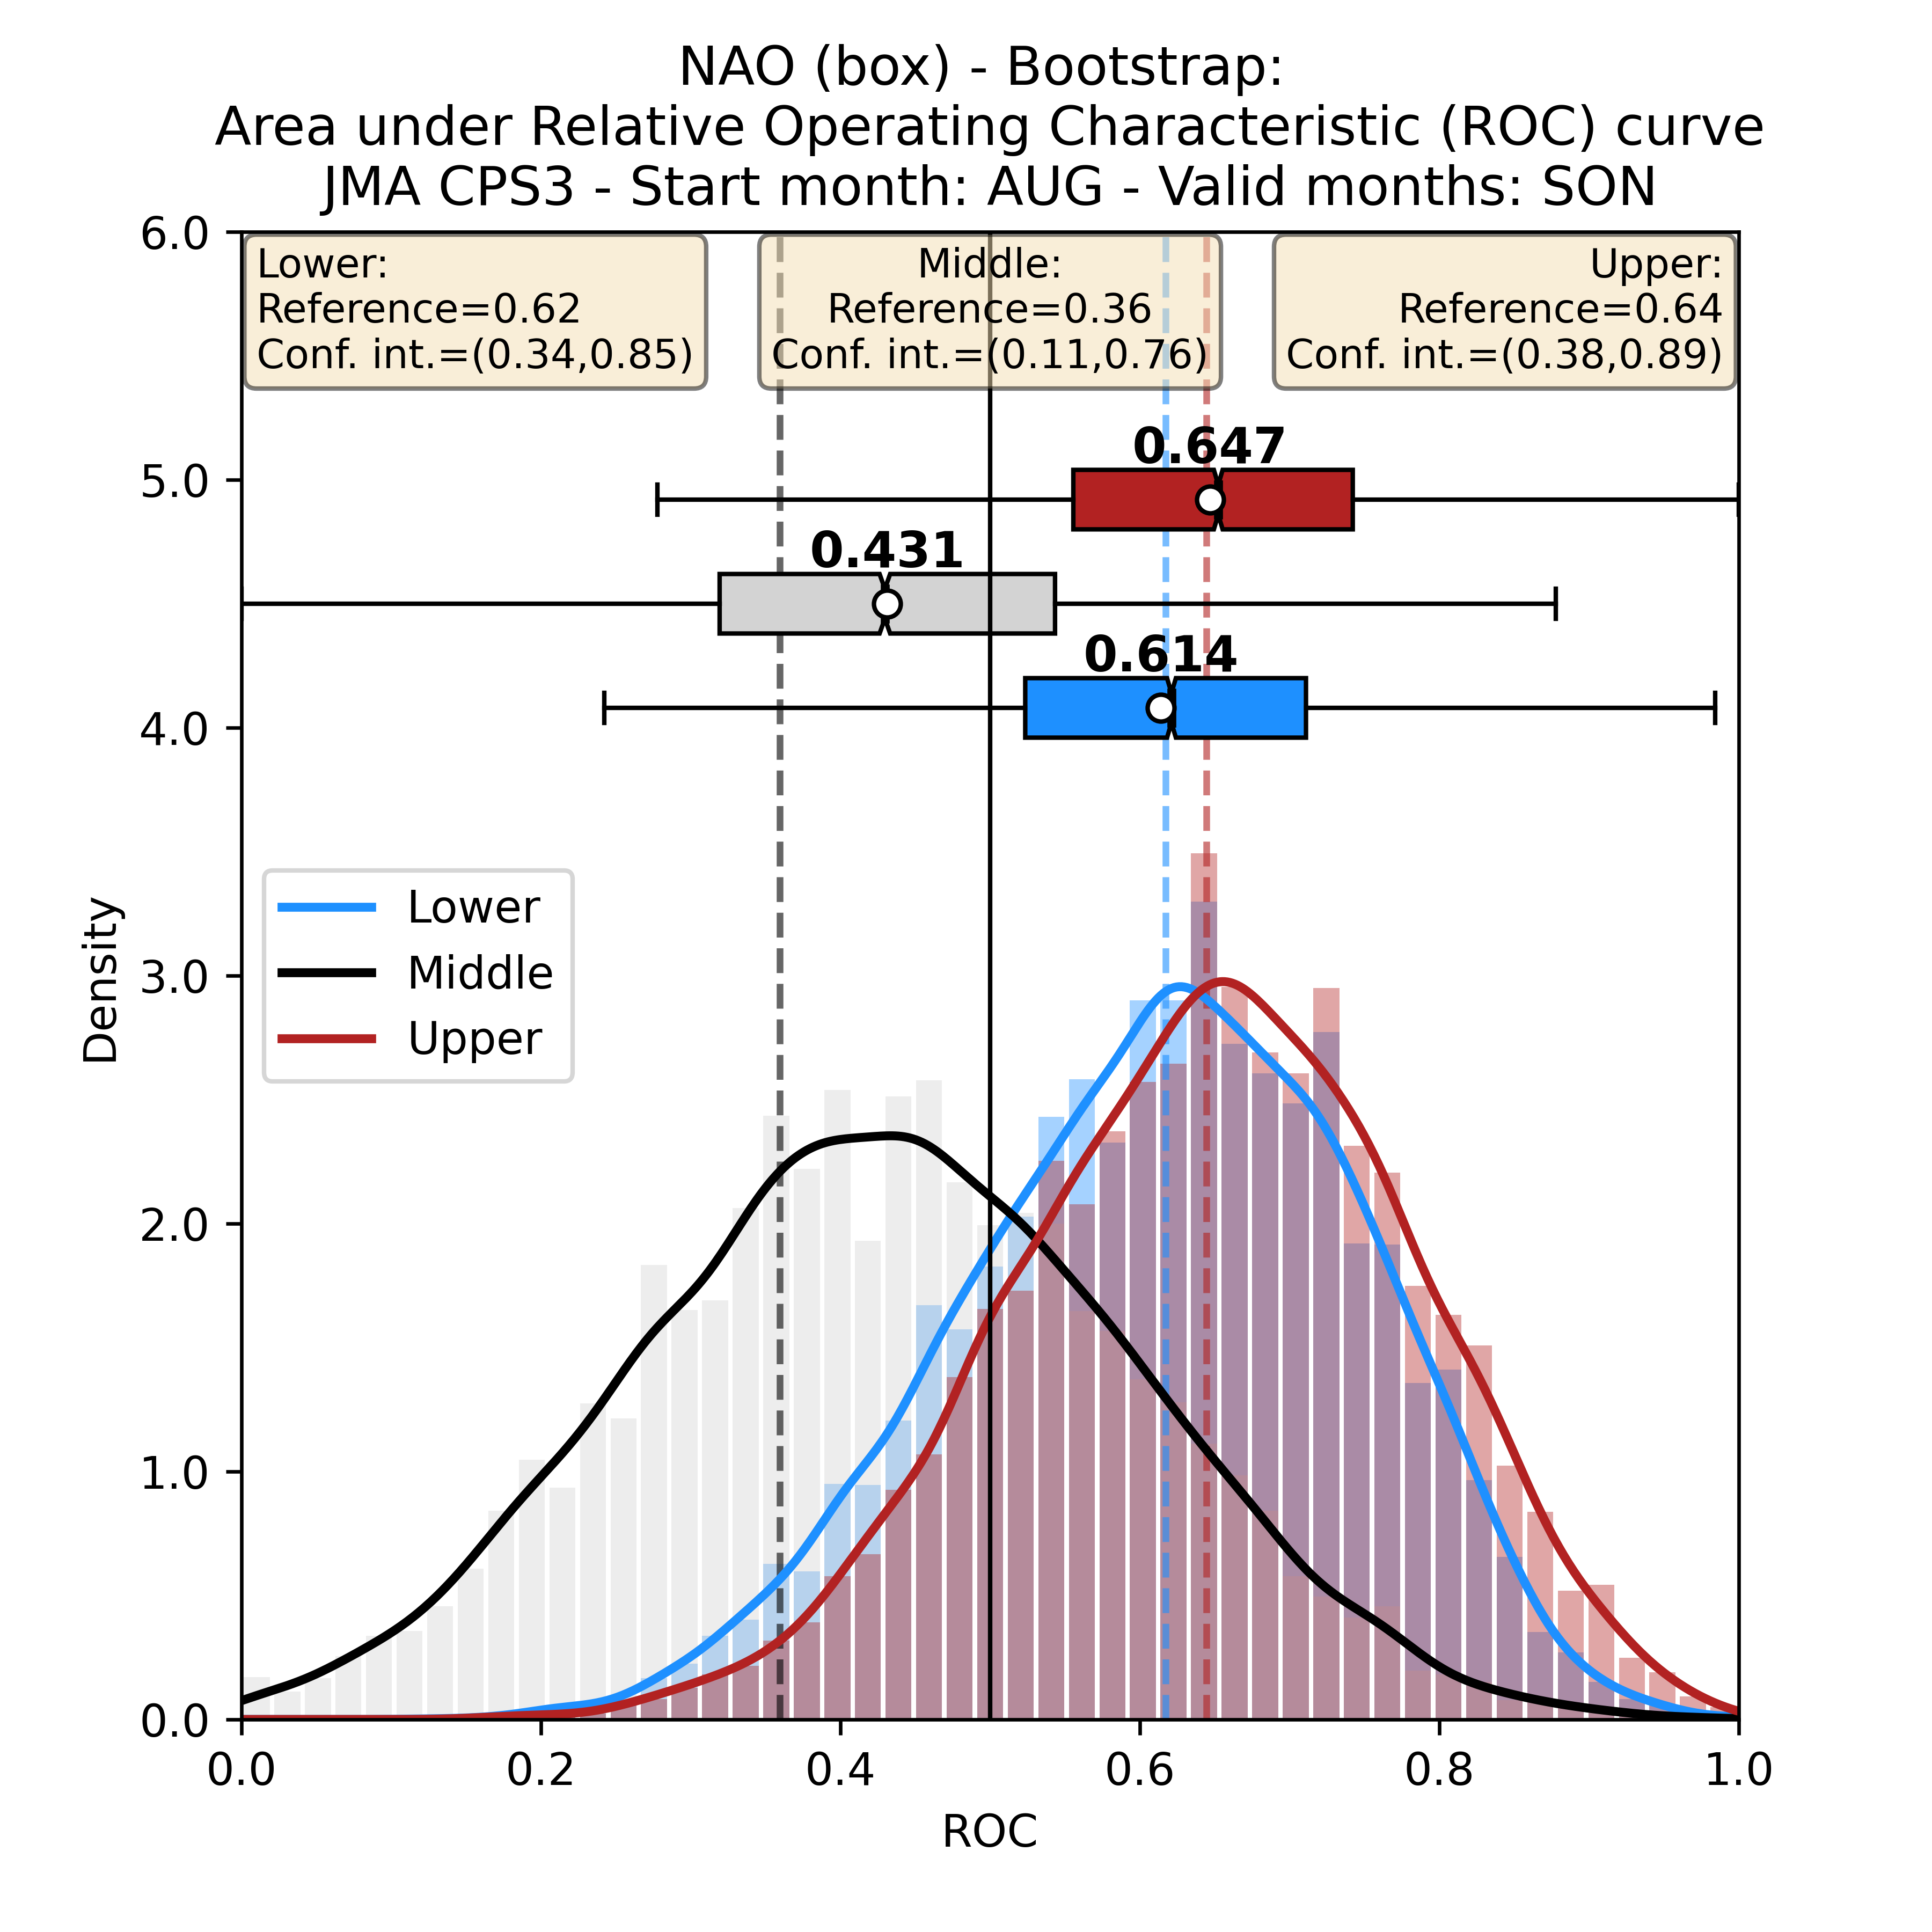 NAO (box) - Bootstrap:
Area under Relative Operating Characteristic (ROC) curve
JMA CPS3 - Start month: AUG - Valid months: SON
Lower:
Reference=0.62
Conf. int.=(0.34,0.85)
Middle:
Reference=0.36
Conf. int.=(0.11,0.76)
Upper:
Reference=0.64
Conf. int.=(0.38,0.89)
0.647
0.431
0.614
Lower
Middle
Upper
Density
6.0
5.0
4.0
3.0
2.0
1.0
0.0
0.0 0.2 0.4 0.6 0.8 1.0
ROC